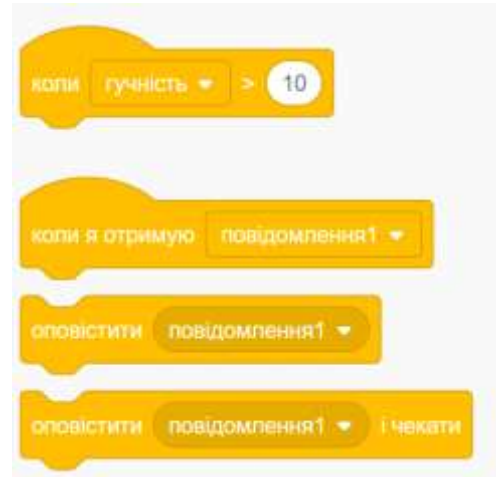 коли гучність > 10
коли я отримую повідомлення1
оповістити повідомлення1
оповістити повідомлення1 і чекати